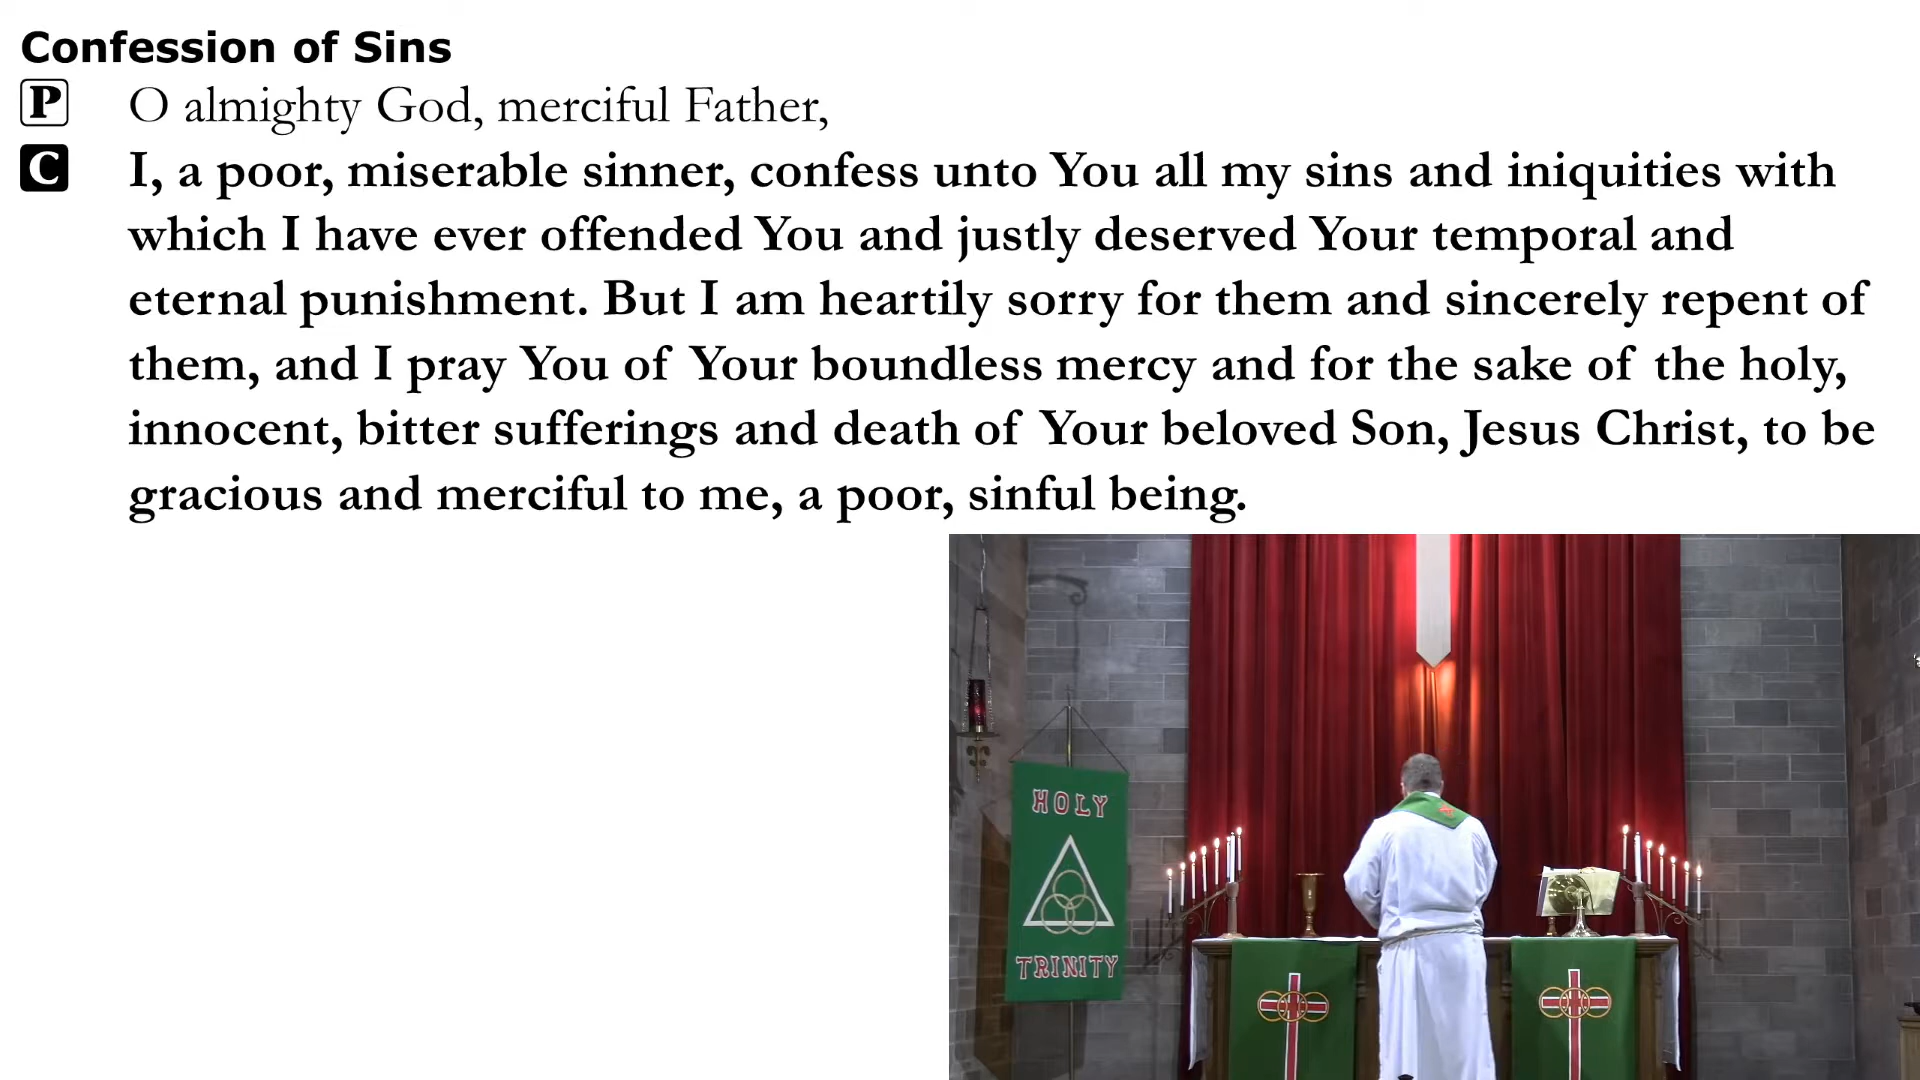 Confession of Sins
P O almighty God, merciful Father,
C I, a poor, miserable sinner, confess unto You all my sins and iniquities with
which I have ever offended You and justly deserved Your temporal and
eternal punishment. But I am heartily sorry for them and sincerely repent of
them, and I pray You of Your boundless mercy and for the sake of the holy,
innocent, bitter sufferings and death of Your beloved Son, Jesus Christ, to be
gracious and merciful to me, a poor, sinful being.
HOLY
TRINITY